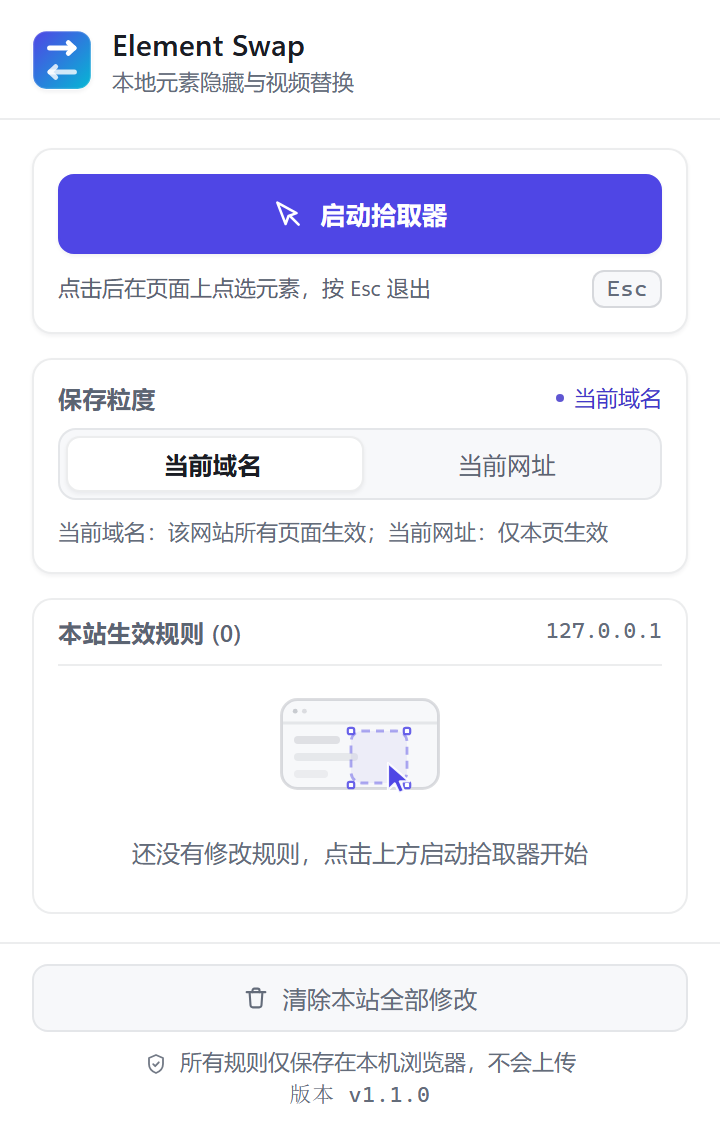 Element Swap
本地元素隐藏与视频替换
启动拾取器
点击后在页面上点选元素，按 Esc 退出
Esc
保存粒度
当前域名
当前域名
当前网址
当前域名：该网站所有页面生效；当前网址：仅本页生效
本站生效规则 (0)
127.0.0.1
还没有修改规则，点击上方启动拾取器开始
清除本站全部修改
所有规则仅保存在本机浏览器，不会上传
版本 v1.1.0